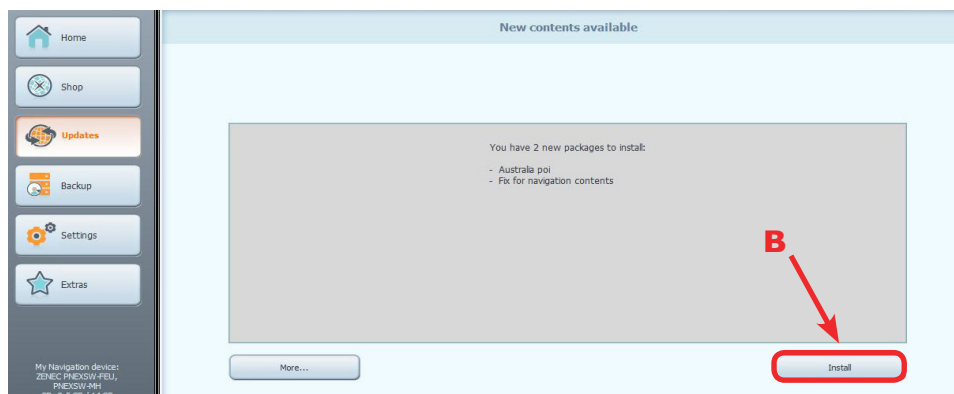 New contents available
Home
Shop
Updates
Backup
Settings
Extras
You have 2 new packages to install:
- Australia poi
- Fix for navigation contents
B
More...
Install
My Navigation device:
ZENEC PNEXSW-FEU,
PNEXSW-MH